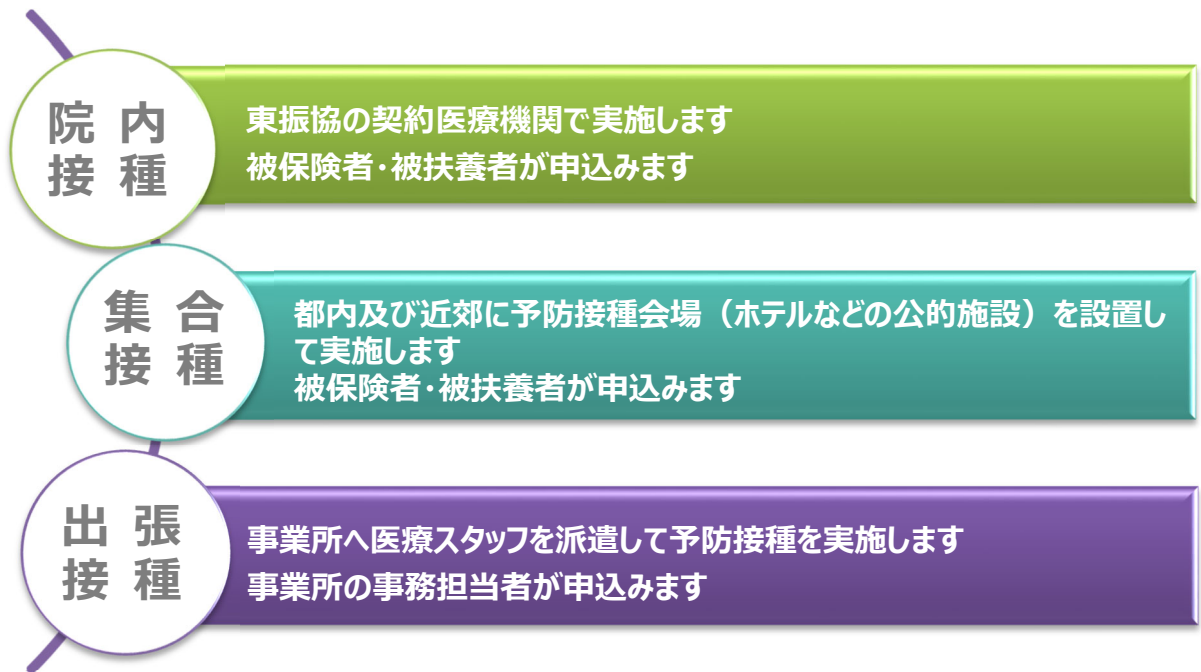 院 内
接 種
東振協の契約医療機関で実施します
被保険者・被扶養者が申込みます
集 合
接 種
都内及び近郊に予防接種会場（ホテルなどの公的施設）を設置し
て実施します
被保険者・被扶養者が申込みます
出 張
接 種
事業所へ医療スタッフを派遣して予防接種を実施します
事業所の事務担当者が申込みます